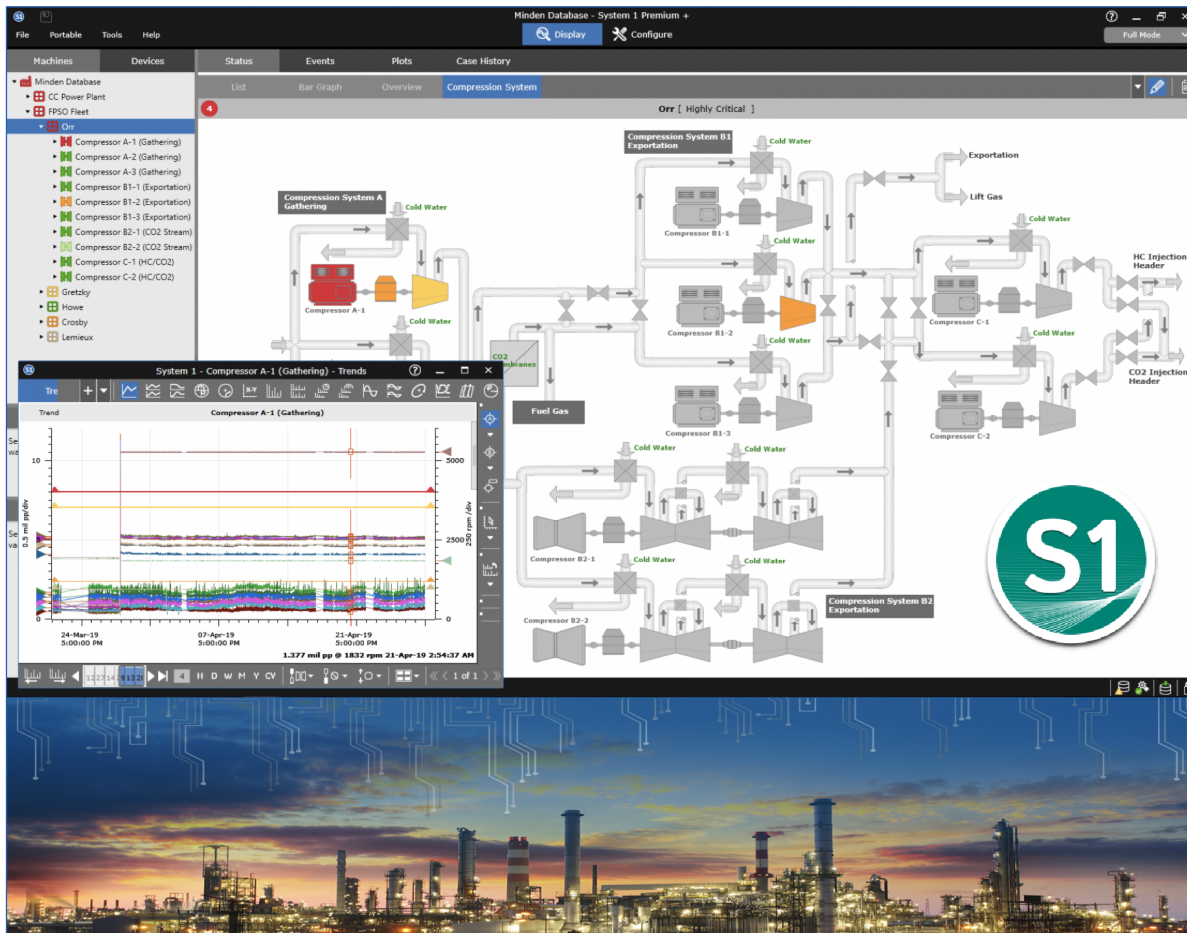 Minden Database - System 1 Premium +
File Portable Tools Help
Display Configure
Full Mode
Machines Devices
Status Events Plots Case History
List Bar Graph Overview Compression System
4
Orr [ Highly Critical ]
Minden Database
CC Power Plant
FPSO Fleet
Orr
Compressor A-1 (Gathering)
Compressor A-2 (Gathering)
Compressor A-3 (Gathering)
Compressor B1-1 (Exportation)
Compressor B1-2 (Exportation)
Compressor B1-3 (Exportation)
Compressor B2-1 (CO2 Stream)
Compressor B2-2 (CO2 Stream)
Compressor C-1 (HC/CO2)
Compressor C-2 (HC/CO2)
Gretzky
Howe
Crosby
Lemieux
Compression System A
Gathering
Cold Water
Compressor A-1
Cold Water
Compression System B1
Exportation
Cold Water
Compressor B1-1
Cold Water
Compressor B1-2
Cold Water
Compressor B1-3
CO2
Fuel Gas
Exportation
Lift Gas
Cold Water
Compressor C-1
Cold Water
Compressor C-2
HC Injection
Header
CO2 Injection
Header
Cold Water
Cold Water
Compressor B2-1
Cold Water
Cold Water
Compressor B2-2
Compression System B2
Exportation
S1
System 1 - Compressor A-1 (Gathering) - Trends
Tre
X-Y
Trend
Compressor A-1 (Gathering)
10
5
0
0.5 mil pp/div
5000
2500
0
250 rpm /div
24-Mar-19
5:00:00 PM
07-Apr-19
5:00:00 PM
21-Apr-19
5:00:00 PM
1.377 mil pp @ 1832 rpm 21-Apr-19 2:54:37 AM
4 H D W M Y CV
1 of 1